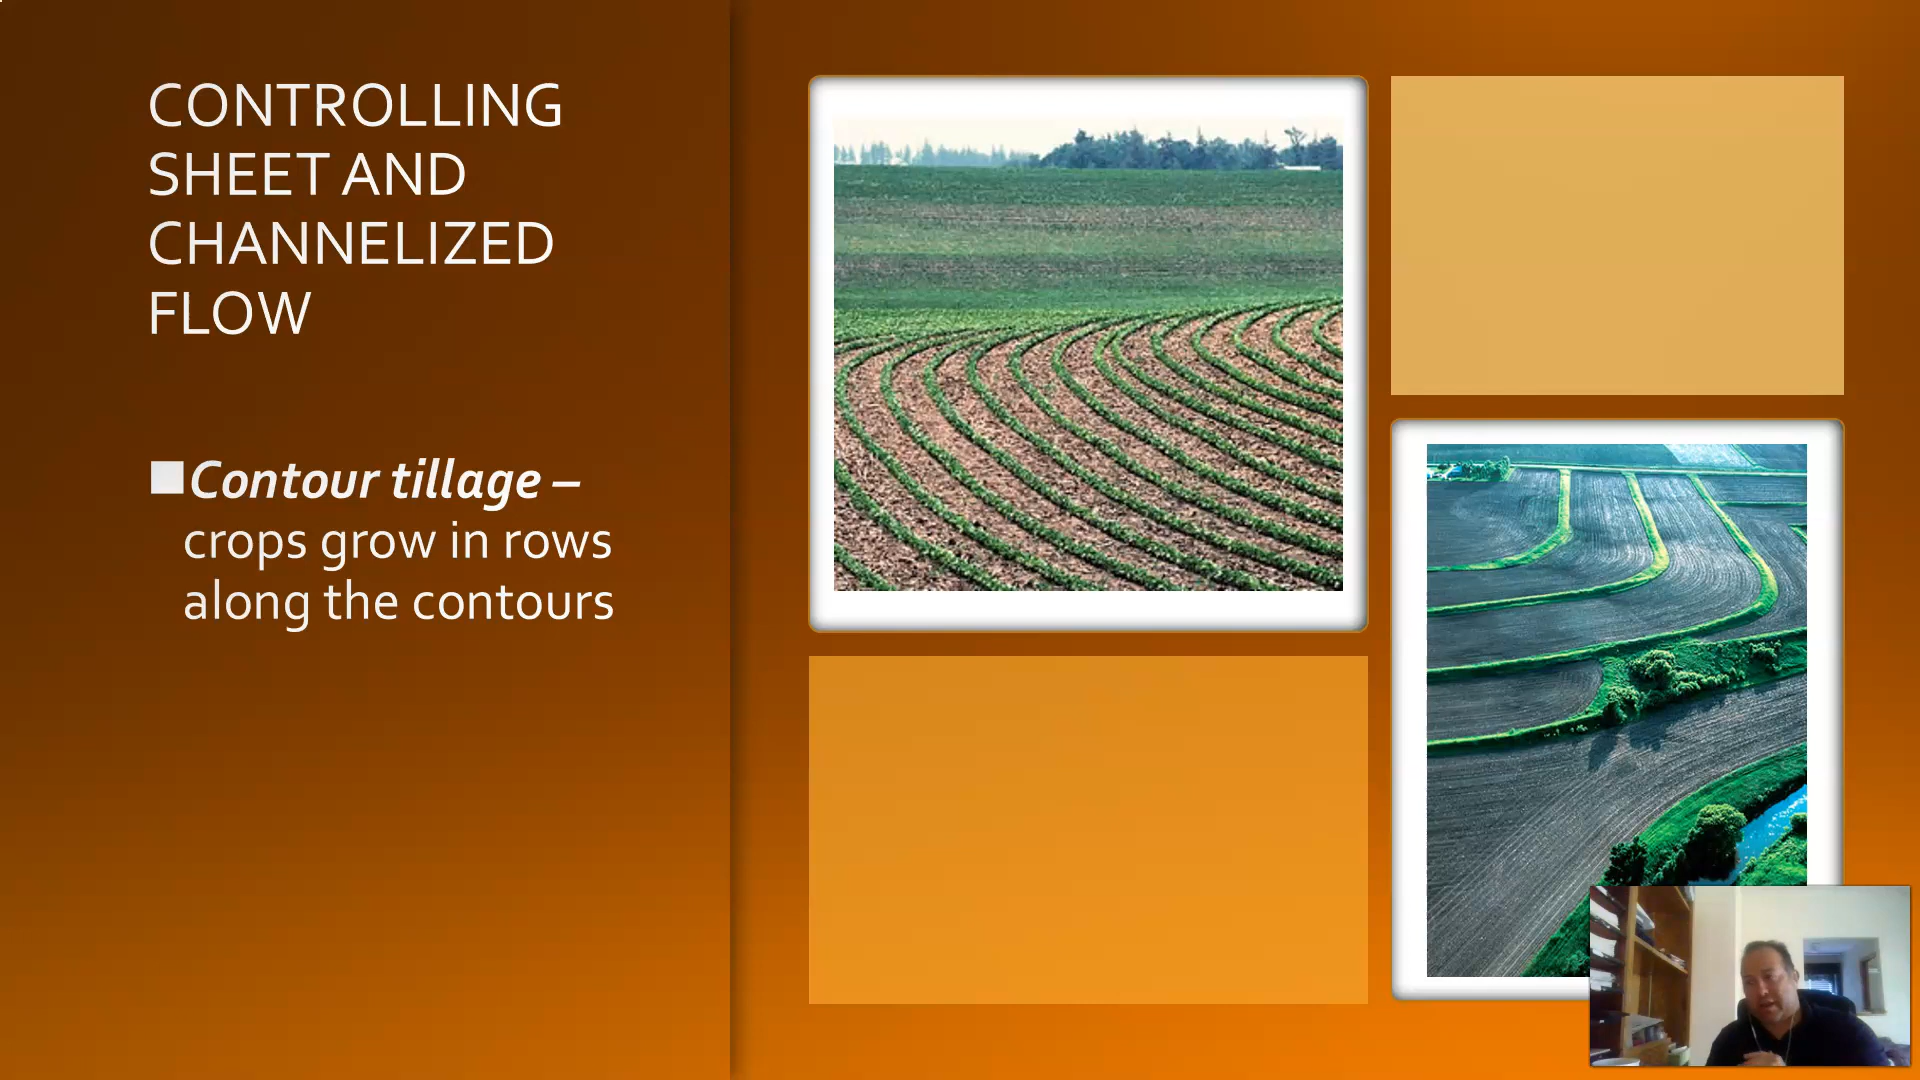 CONTROLLING
SHEET AND
CHANNELIZED
FLOW
Contour tillage –
crops grow in rows
along the contours